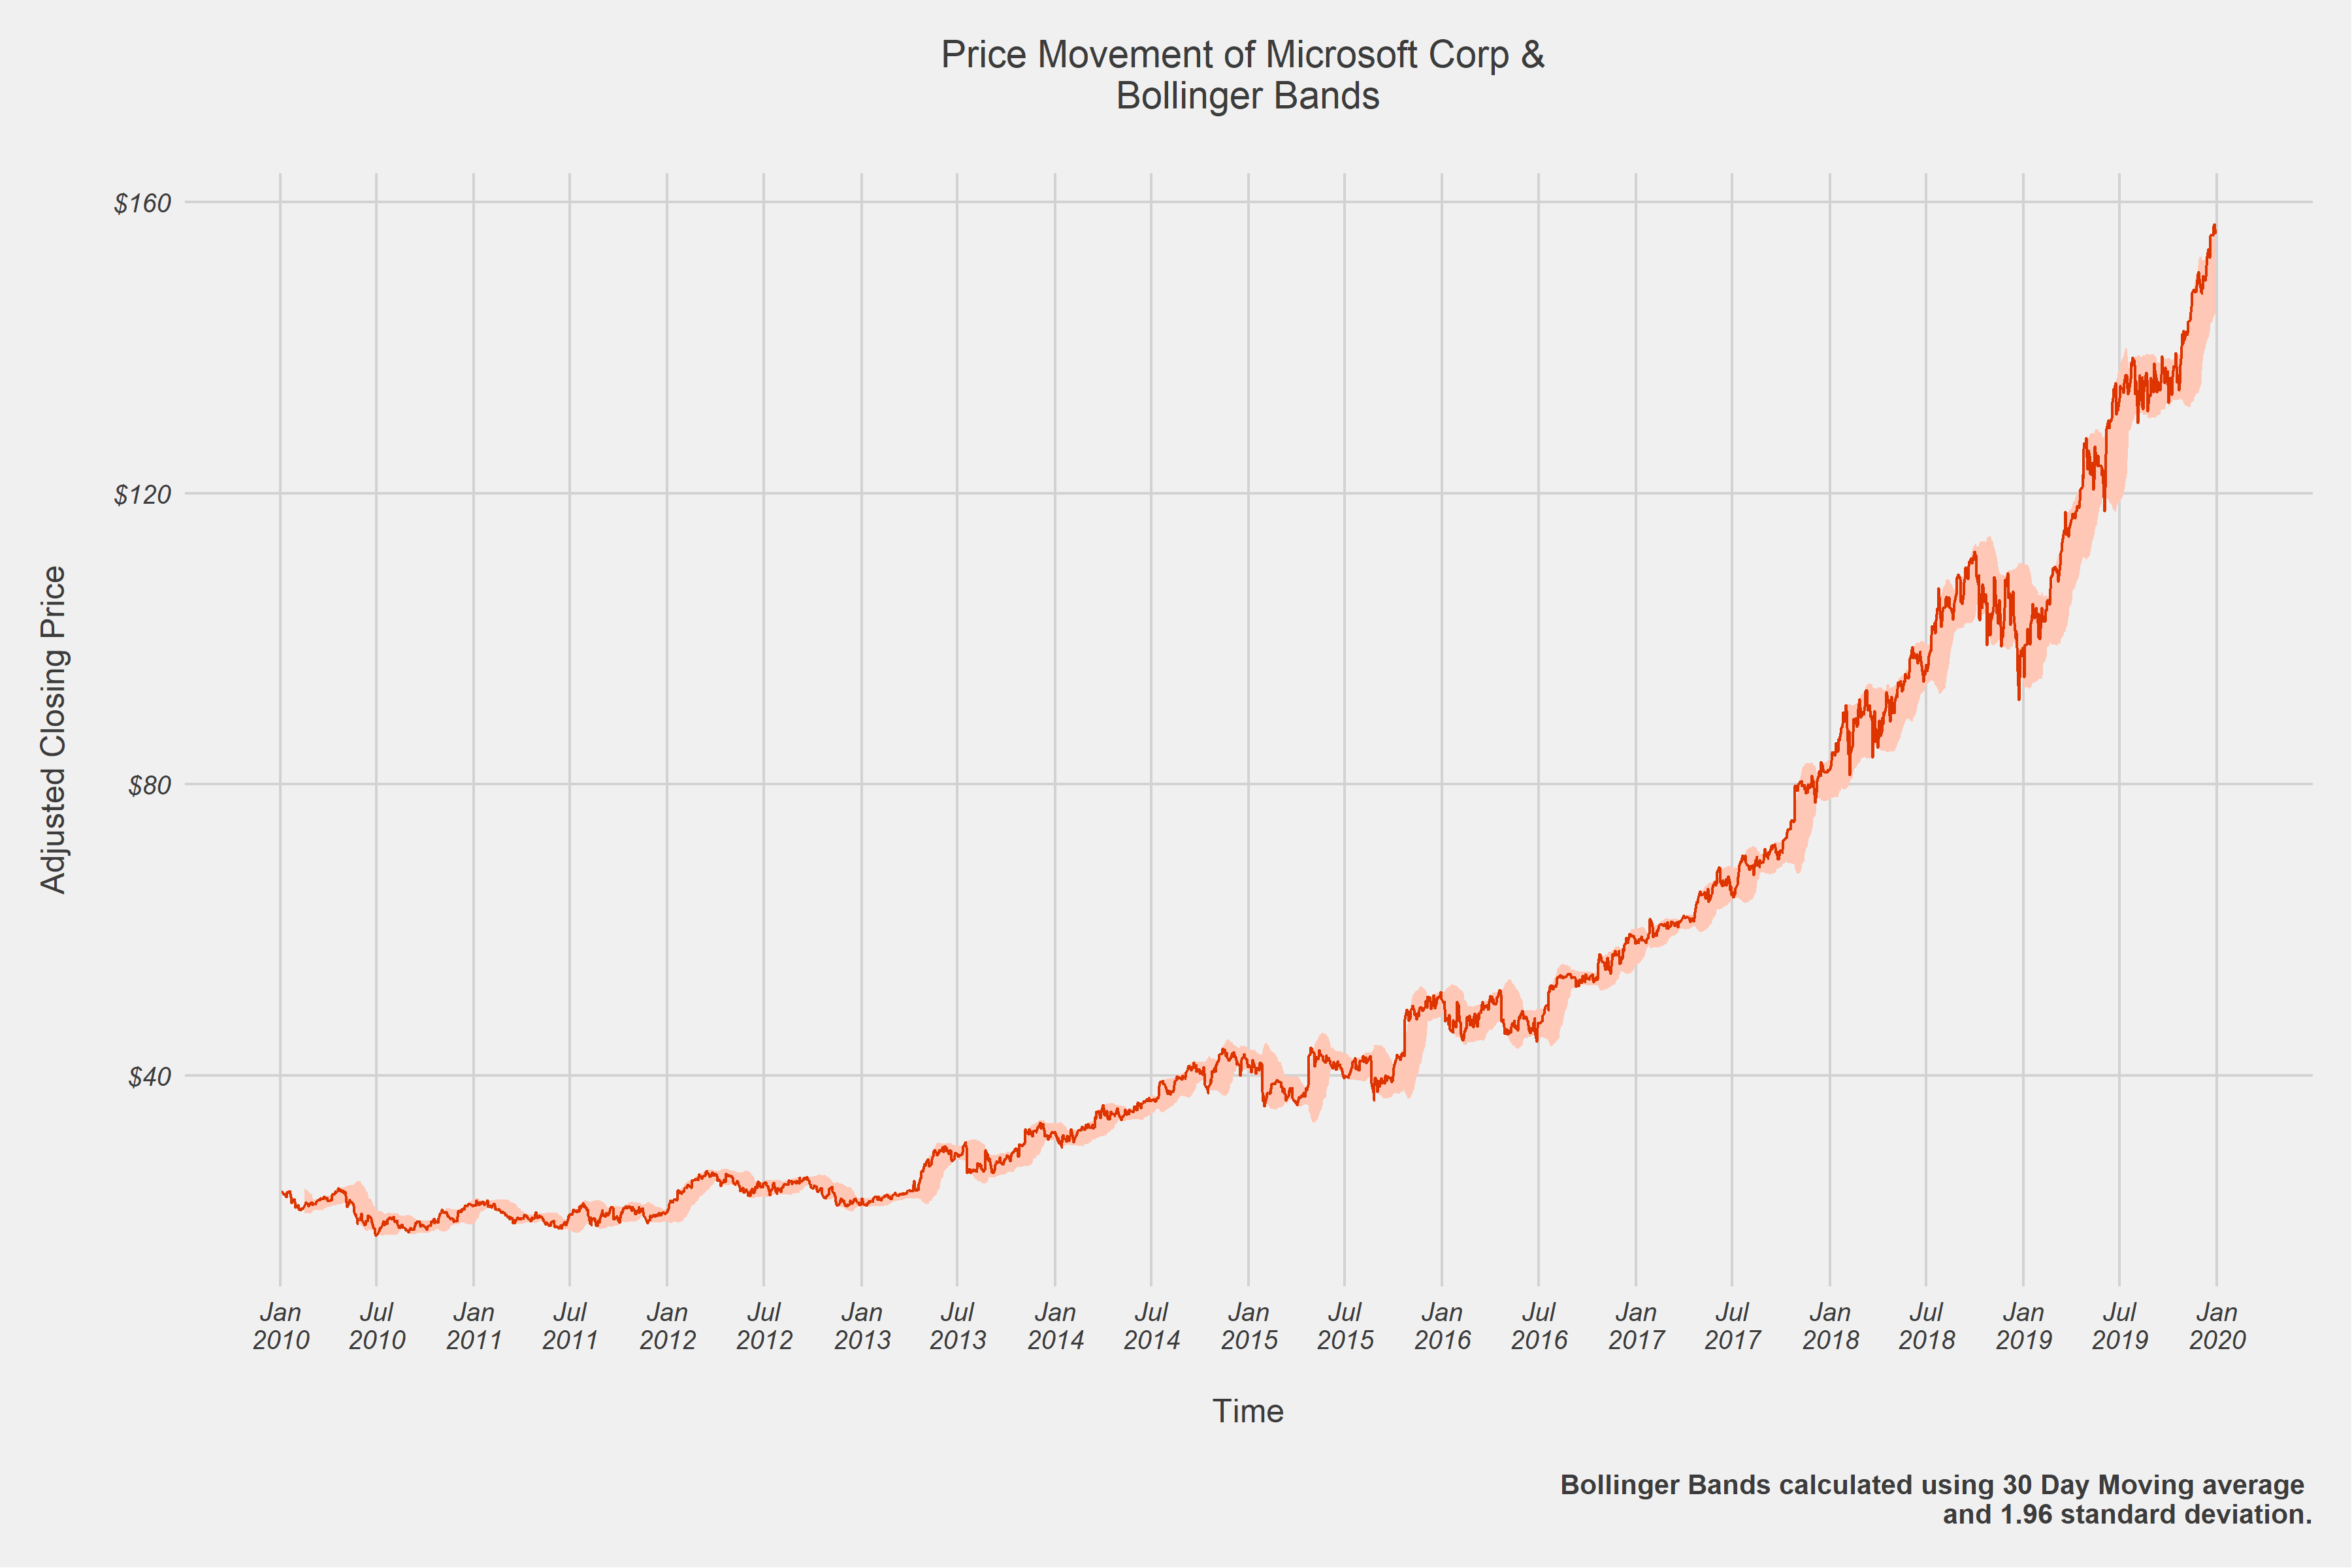 Price Movement of Microsoft Corp &
Bollinger Bands
$160
$120
$80
$40
Adjusted Closing Price
Jan Jul Jan Jul Jan Jul Jan Jul Jan Jul Jan Jul Jan Jul Jan Jul Jan Jul Jan Jul Jan
2010 2010 2011 2011 2012 2012 2013 2013 2014 2014 2015 2015 2016 2016 2017 2017 2018 2018 2019 2019 2020
Time
Bollinger Bands calculated using 30 Day Moving average
and 1.96 standard deviation.